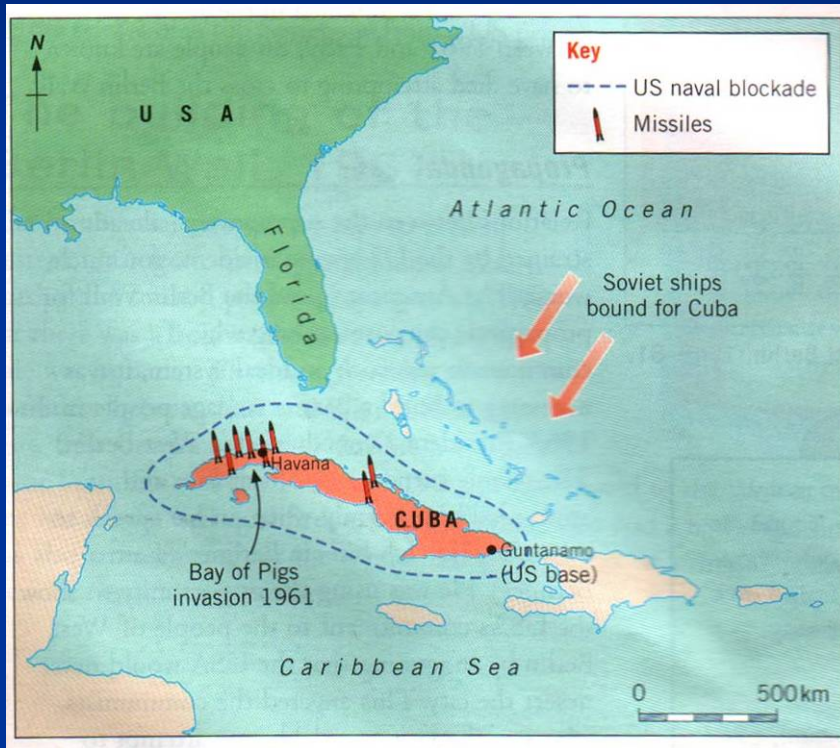 N
U S A
Florida
Key
US naval blockade
Missiles
Atlantic Ocean
Soviet ships
bound for Cuba
Havana
CUBA
Guntanamo
(US base)
Bay of Pigs
invasion 1961
Caribbean Sea
0 500 km